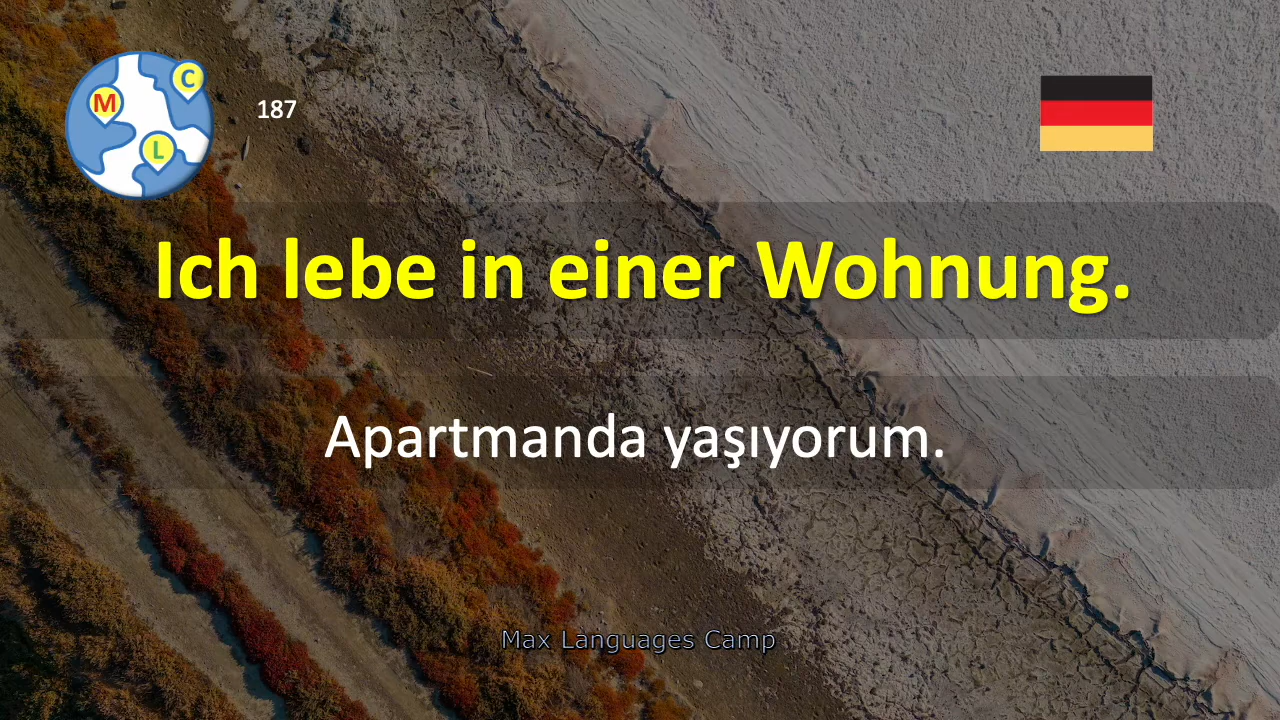 M
C
L
187
Ich lebe in einer Wohnung.
Apartmanda yaşıyorum.
Max Languages Camp